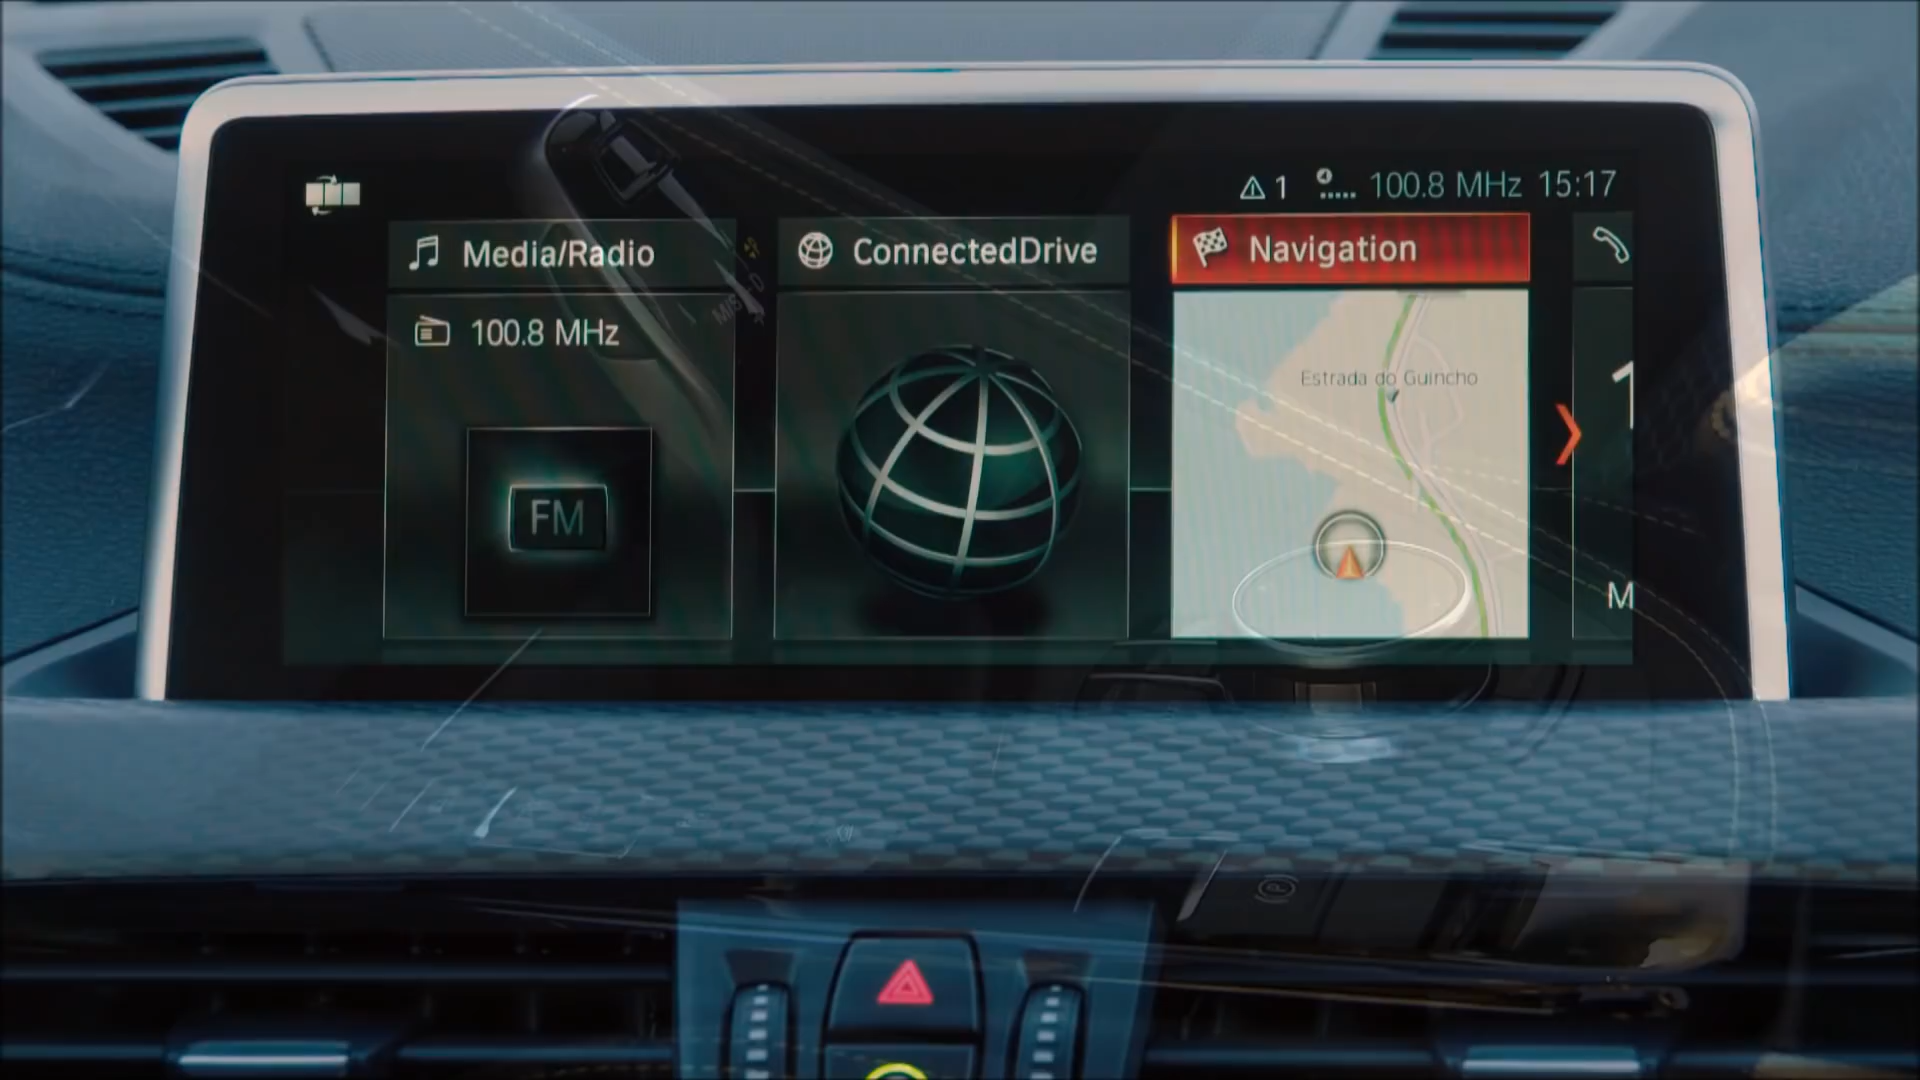 1 100.8 MHz 15:17
Media/Radio
ConnectedDrive
Navigation
100.8 MHz
Estrada do Guincho
FM
1
M
P